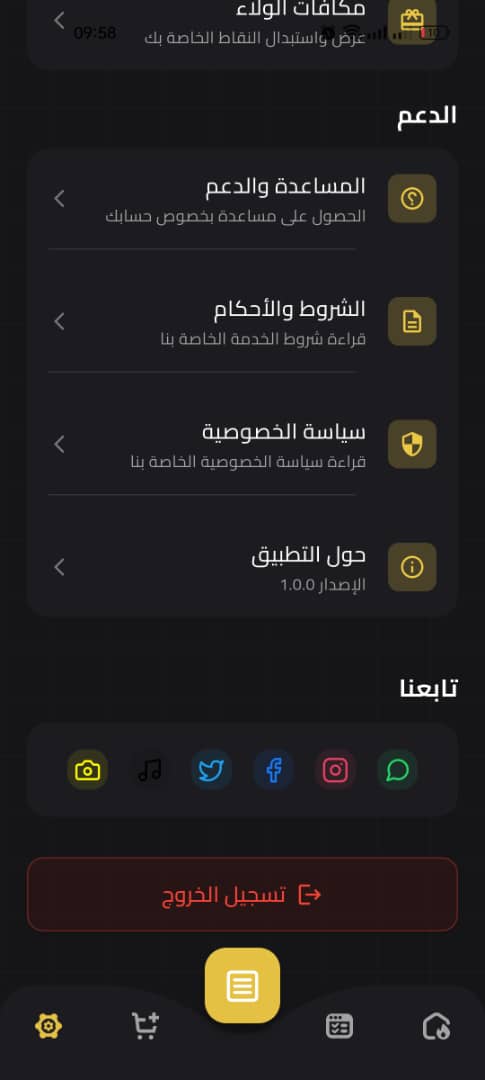 مكافآت الولاء
09:58
عرض واستبدال النقاط الخاصة بك
10
الدعم
المساعدة والدعم
الحصول على مساعدة بخصوص حسابك
الشروط والأحكام
قراءة شروط الخدمة الخاصة بنا
سياسة الخصوصية
قراءة سياسة الخصوصية الخاصة بنا
حول التطبيق
الإصدار 1.0.0
تابعنا
تسجيل الخروج